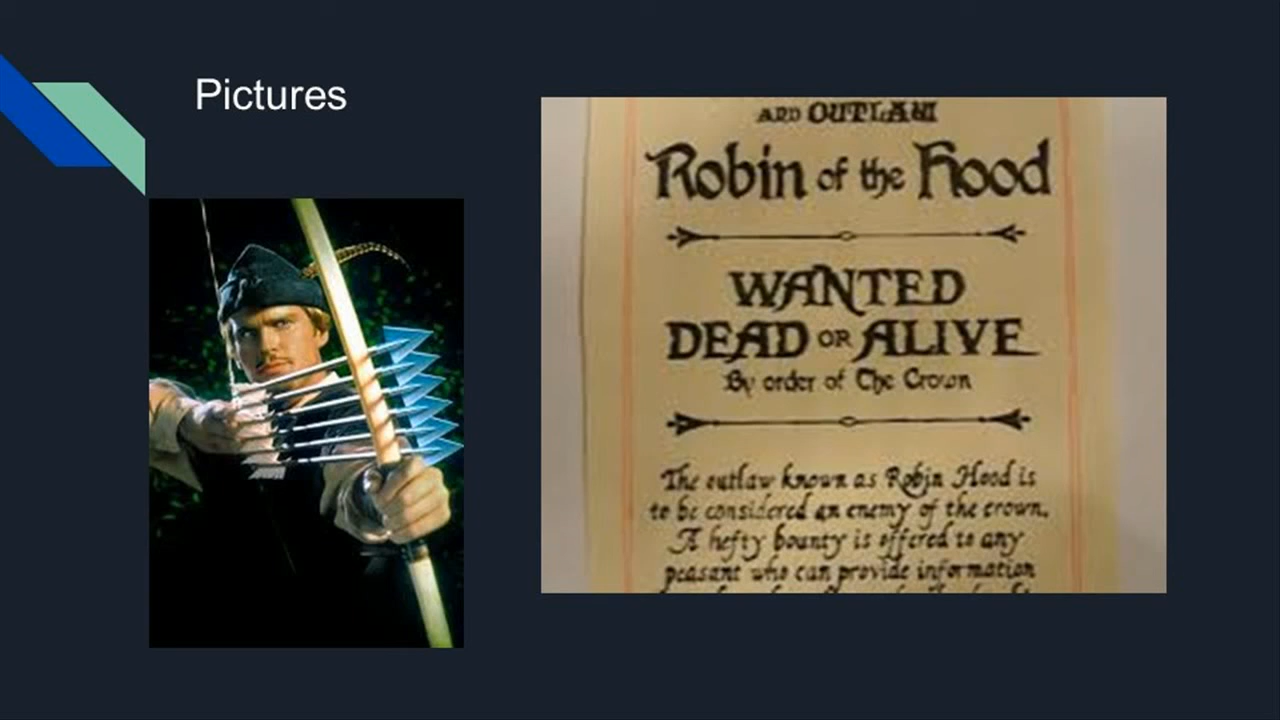 Pictures
AND OUTLAW
Robin of the Hood
WANTED
DEAD OR ALIVE
By order of The Crown
The outlaw known as Robin Hood is
to be considered an enemy of the crown.
A hefty bounty is offered to any
peasant who can provide information